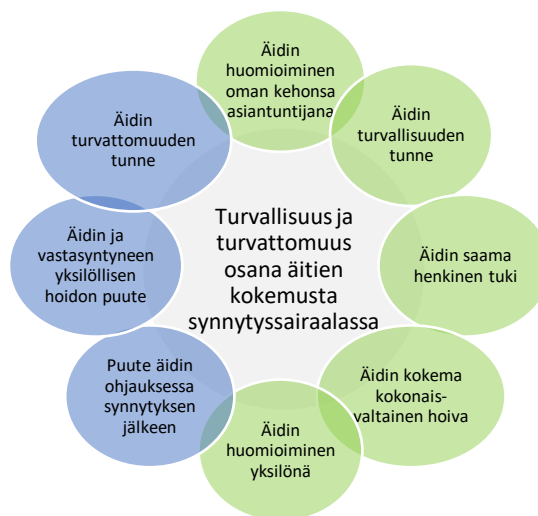 Äidin
huomioiminen
oman kehonsa
asiantuntijana
Äidin
turvallisuuden
tunne
Äidin saama
henkinen tuki
Äidin kokema
kokonais-
valtainen hoiva
Äidin
huomioiminen
yksilönä
Puute äidin
ohjauksessa
synnytyksen
jälkeen
Äidin ja
vastasyntyneen
yksilöllisen
hoidon puute
Äidin
turvattomuuden
tunne
Turvallisuus ja
turvattomuus
osana äitien
kokemusta
synnytyssairaalassa